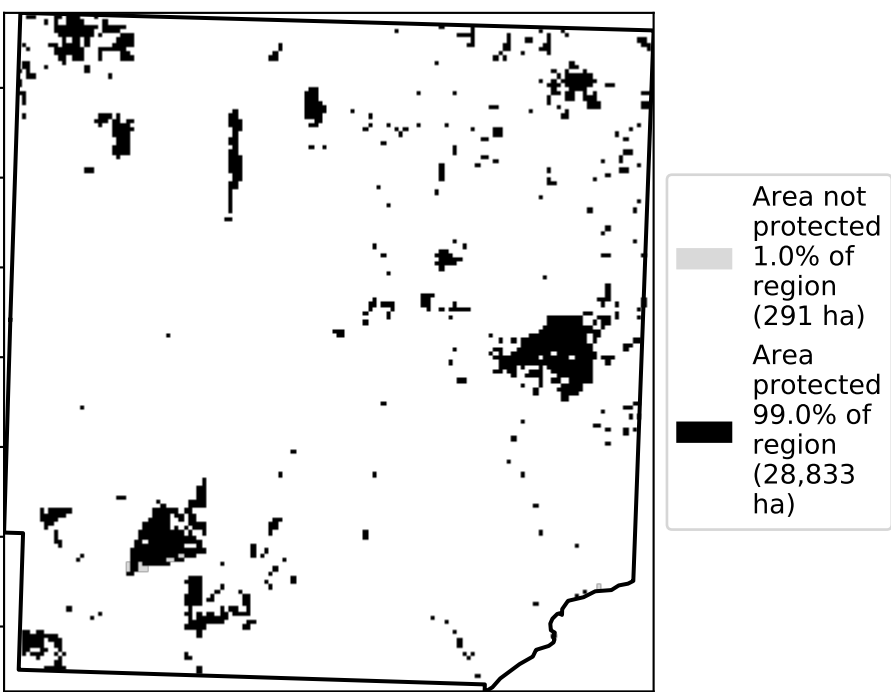 Area not
protected
1.0% of
region
(291 ha)
Area
protected
99.0% of
region
(28,833
ha)